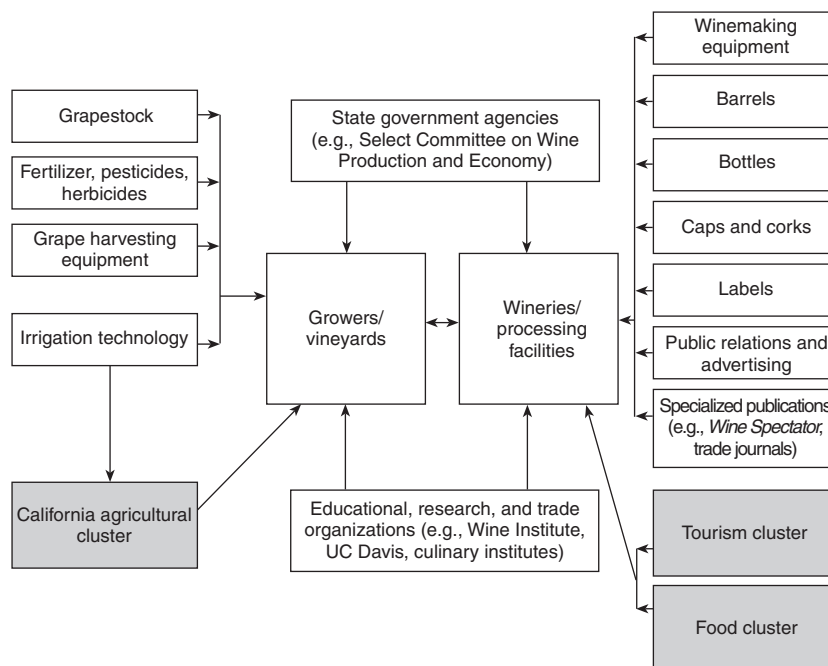 Grapestock
Fertilizer, pesticides,
herbicides
Grape harvesting
equipment
Irrigation technology
California agricultural
cluster
State government agencies
(e.g., Select Committee on Wine
Production and Economy)
Growers/
vineyards
Wineries/
processing
facilities
Educational, research, and trade
organizations (e.g., Wine Institute,
UC Davis, culinary institutes)
Winemaking
equipment
Barrels
Bottles
Caps and corks
Labels
Public relations and
advertising
Specialized publications
(e.g., Wine Spectator,
trade journals)
Tourism cluster
Food cluster